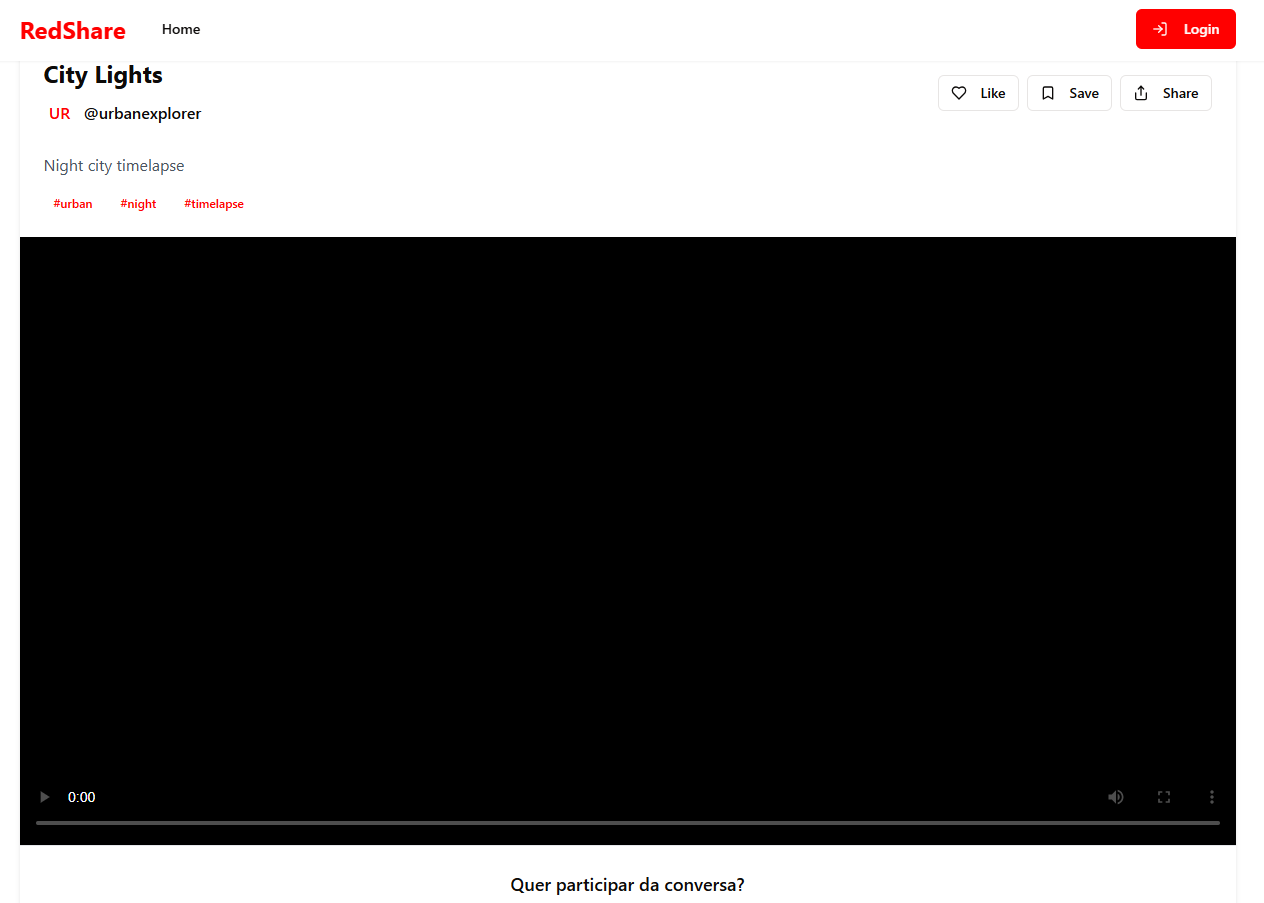 RedShare Home Login
City Lights
Like Save Share
UR @urbanexplorer
Night city timelapse
#urban #night #timelapse
0:00
Quer participar da conversa?